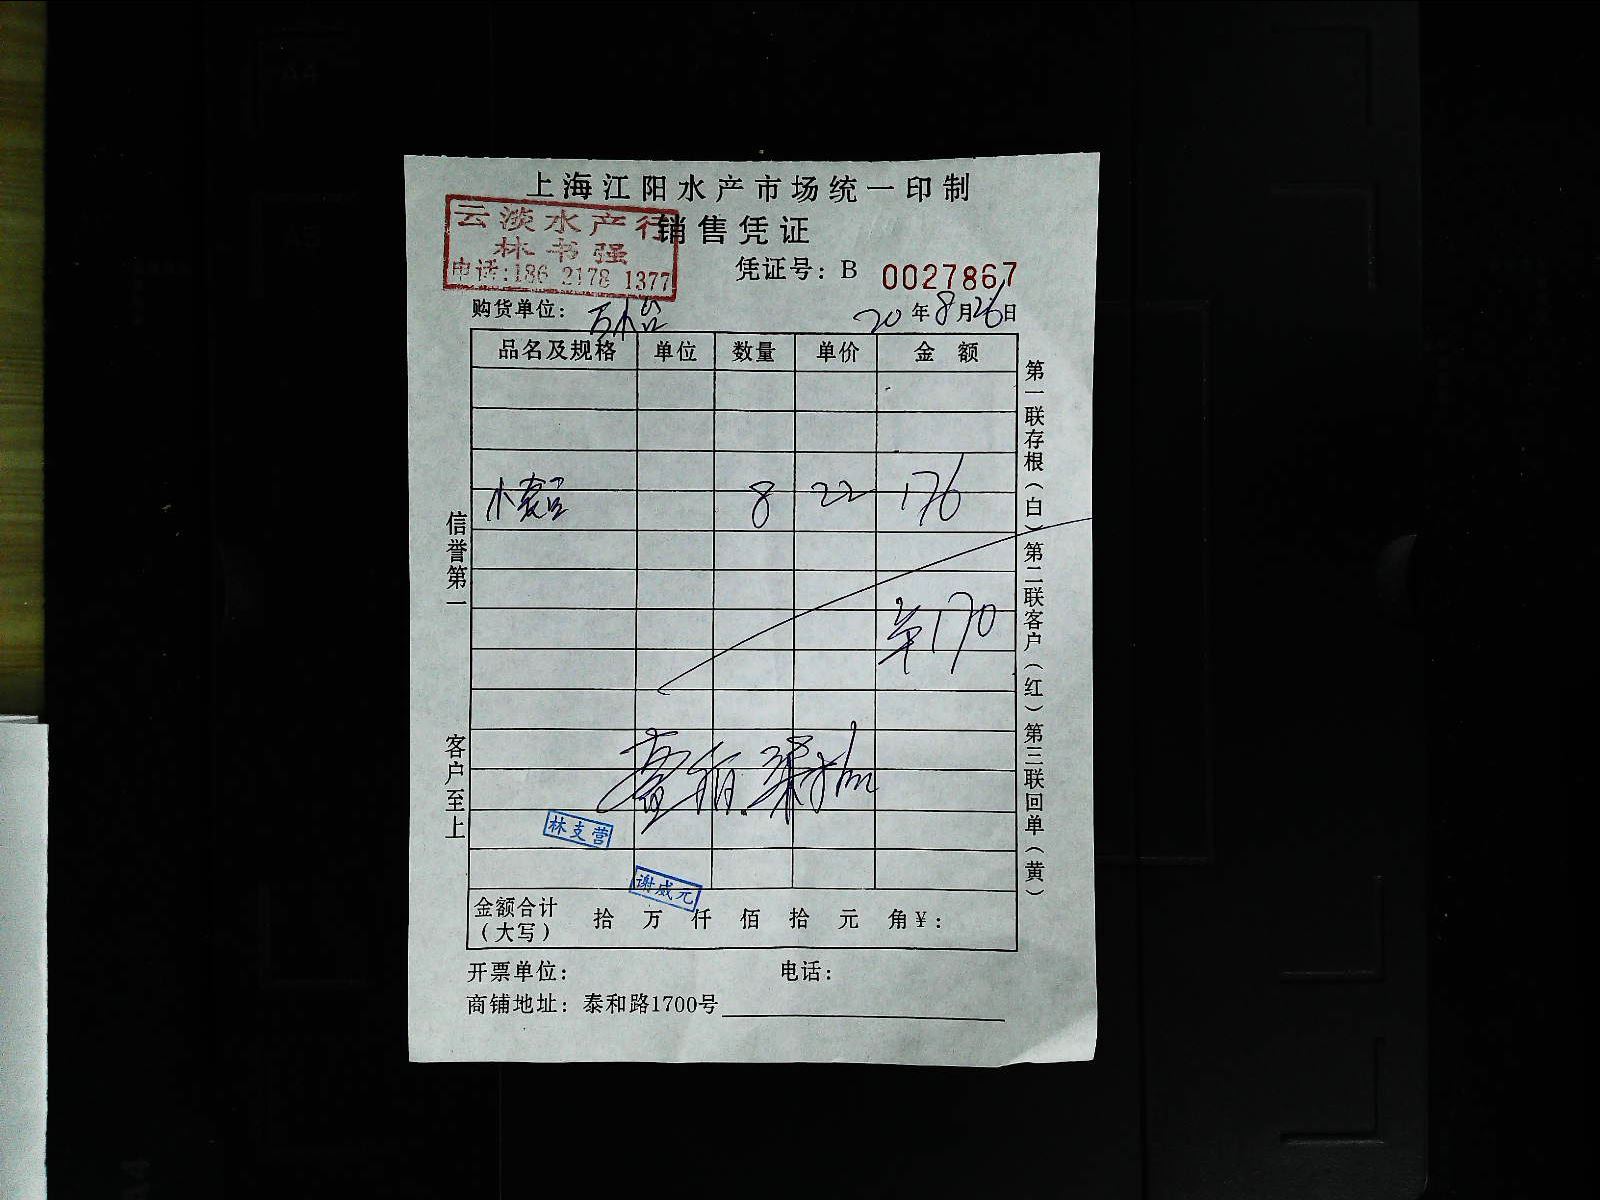 上海江阳水产市场统一印制
销售凭证
云淡水产行
林书强
电话:186 2178 1377
凭证号：B 0027867
购货单位：
20年8月26日
品名及规格 单位 数量 单价 金额
8 22 176
170
林支营
谢威元
金额合计（大写） 拾 万 仟 佰 拾 元 角 ¥：
开票单位： 电话：
商铺地址：泰和路1700号
信誉第一 客户至上
第一联存根（白）第二联客户（红）第三联回单（黄）